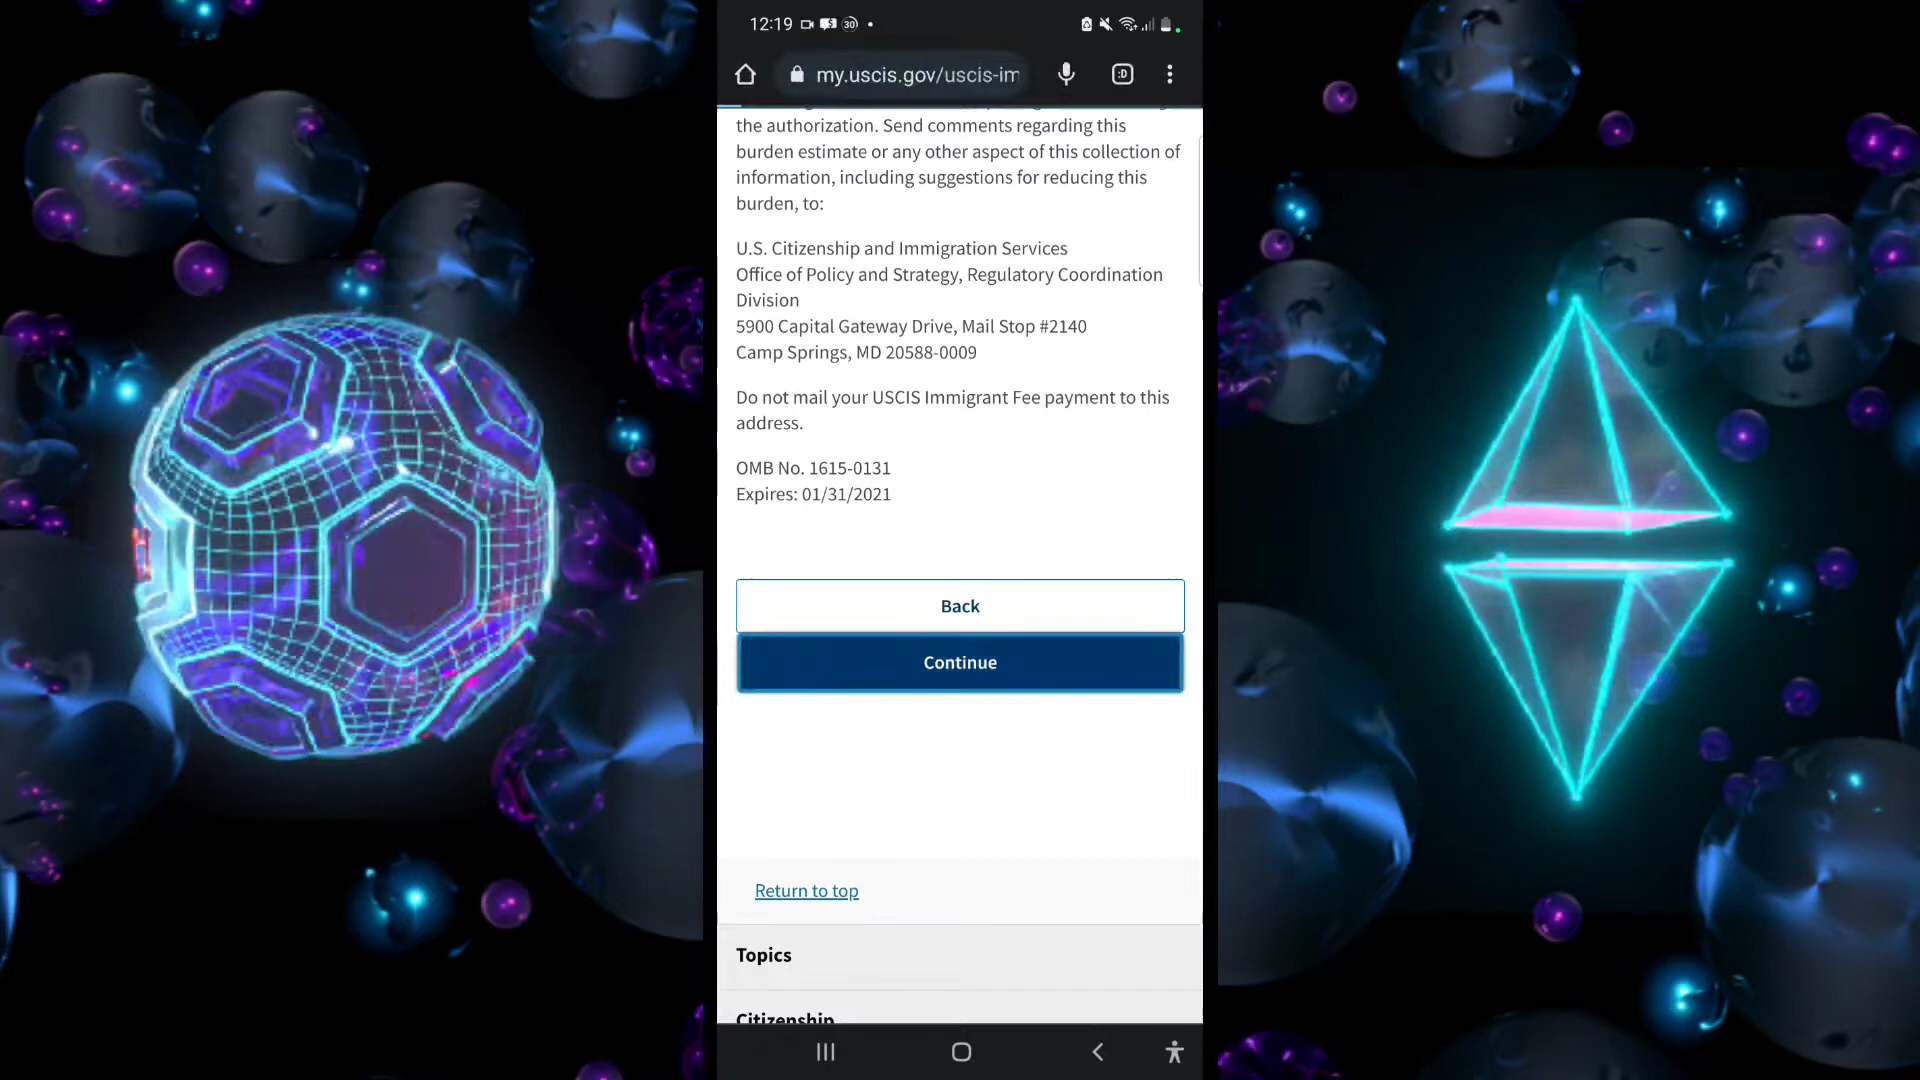 12:19
30
my.uscis.gov/uscis-im
:D
the authorization. Send comments regarding this
burden estimate or any other aspect of this collection of
information, including suggestions for reducing this
burden, to:
U.S. Citizenship and Immigration Services
Office of Policy and Strategy, Regulatory Coordination
Division
5900 Capital Gateway Drive, Mail Stop #2140
Camp Springs, MD 20588-0009
Do not mail your USCIS Immigrant Fee payment to this
address.
OMB No. 1615-0131
Expires: 01/31/2021
Back
Continue
Return to top
Topics
Citizenship